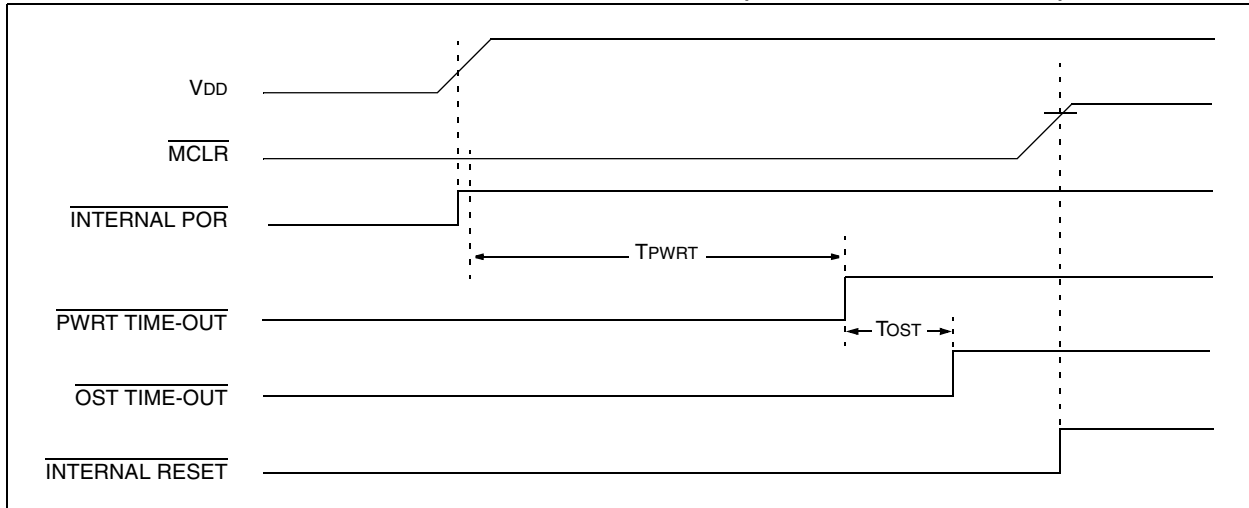 VDD
MCLR
INTERNAL POR
TPWRT
PWRT TIME-OUT
TOST
OST TIME-OUT
INTERNAL RESET